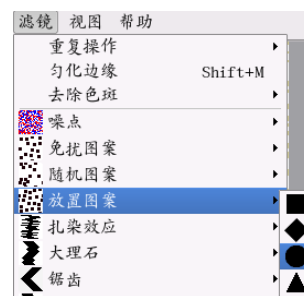 滤镜 视图 帮助
重复操作
匀化边缘 Shift+M
去除色斑
噪点
免扰图案
随机图案
放置图案
扎染效应
大理石
锯齿